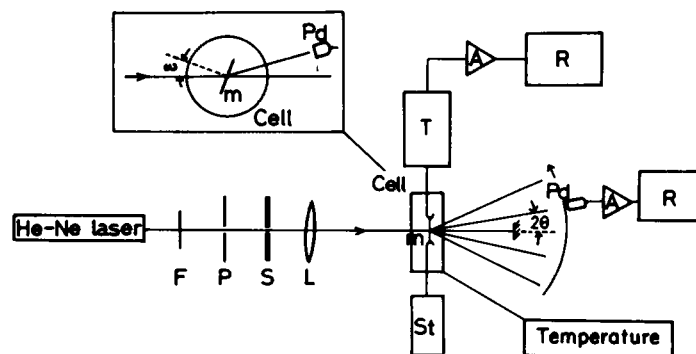 Pd
ω
m
Cell
A
R
T
Cell
Pd
A
R
He-Ne laser
m
2θ
F
P
S
L
St
Temperature